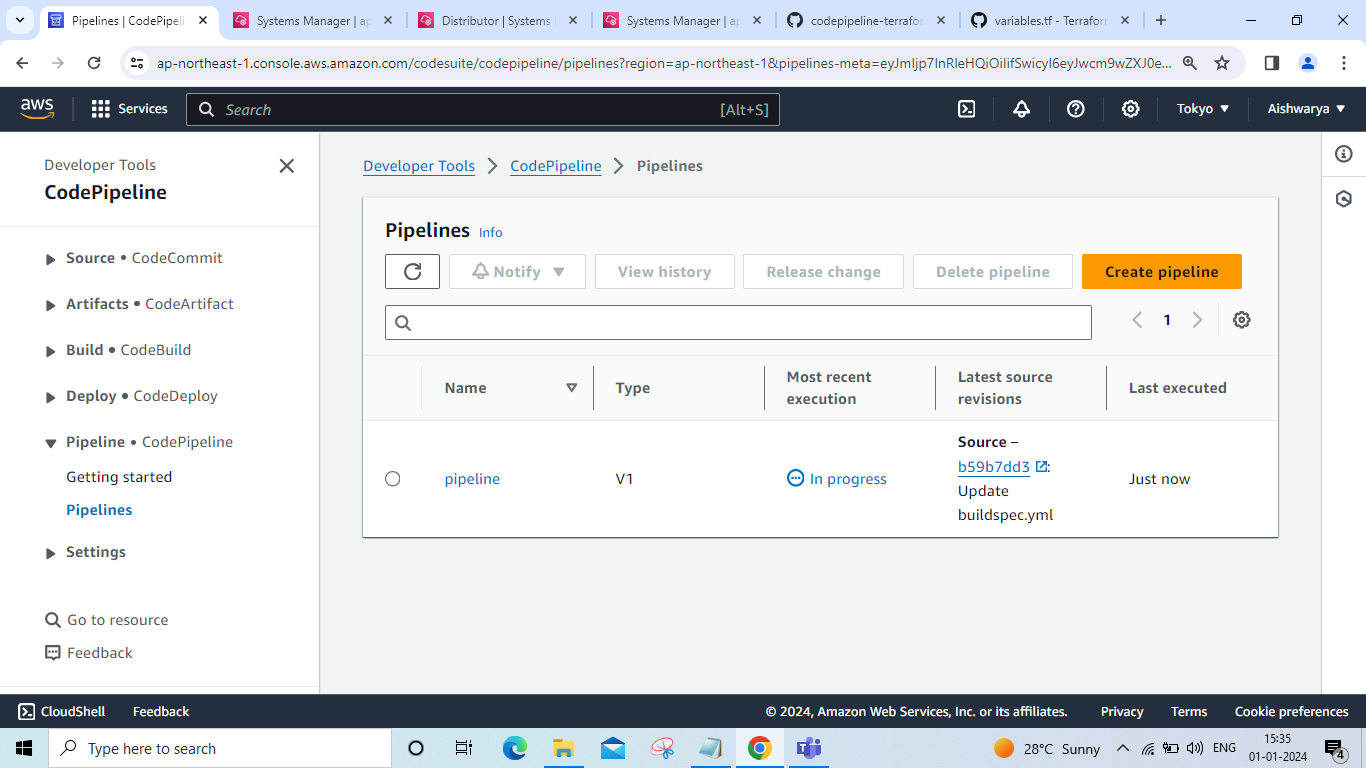 Pipelines | CodePipeli
Systems Manager | ap
Distributor | Systems
Systems Manager | ap
codepipeline-terrafor
variables.tf - Terrafor
ap-northeast-1.console.aws.amazon.com/codesuite/codepipeline/pipelines?region=ap-northeast-1&pipelines-meta=eyJmIjp7InRleHQiOiIifSwicyI6eyJwcm9wZXJ0e...
aws
Services
Search
[Alt+S]
Tokyo
Aishwarya
Developer Tools
CodePipeline
Source • CodeCommit
Artifacts • CodeArtifact
Build • CodeBuild
Deploy • CodeDeploy
Pipeline • CodePipeline
Getting started
Pipelines
Settings
Go to resource
Feedback
Developer Tools
CodePipeline
Pipelines
Pipelines Info
Notify
View history
Release change
Delete pipeline
Create pipeline
1
Name
Type
Most recent
execution
Latest source
revisions
Last executed
pipeline
V1
In progress
Source –
b59b7dd3 :
Update
buildspec.yml
Just now
CloudShell
Feedback
© 2024, Amazon Web Services, Inc. or its affiliates.
Privacy
Terms
Cookie preferences
Type here to search
28°C Sunny
ENG
15:35
01-01-2024
4